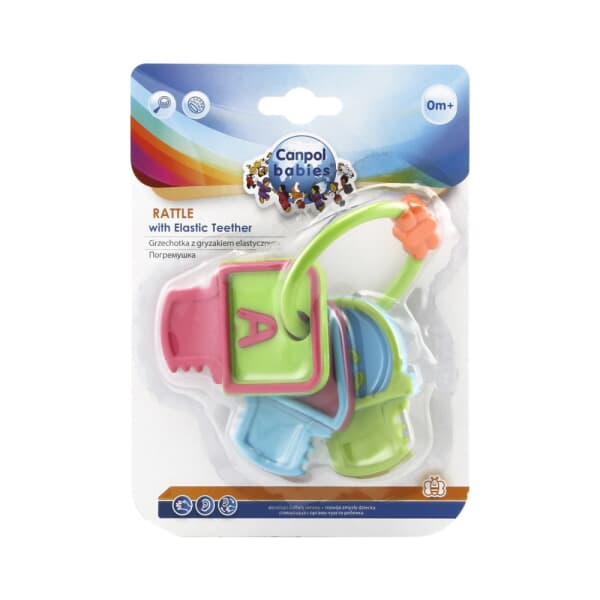 0m+
Canpol
babies
RATTLE
with Elastic Teether
Grzechotka z gryzakiem elastycznym
Погремушка
A